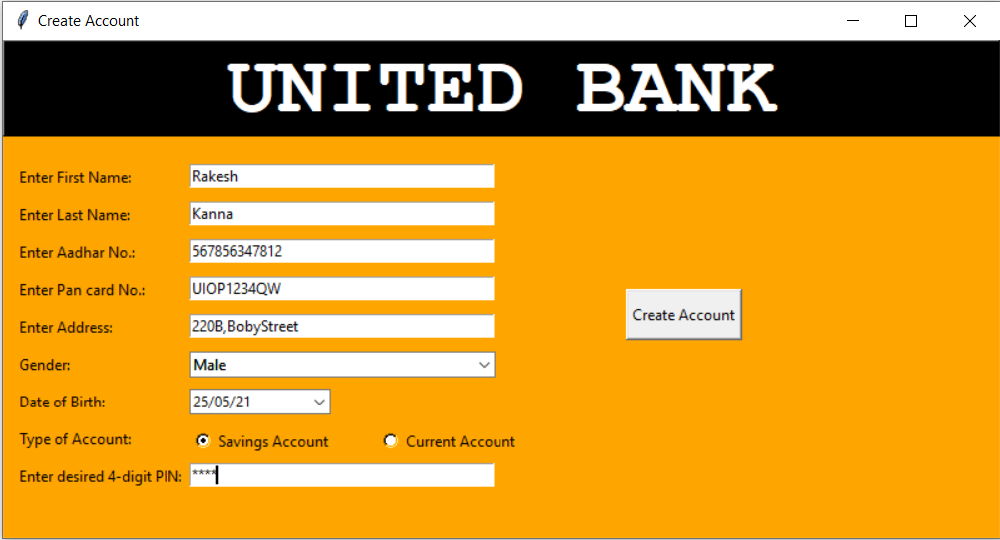 Create Account
UNITED BANK
Enter First Name: Rakesh
Enter Last Name: Kanna
Enter Aadhar No.: 567856347812
Enter Pan card No.: UIOP1234QW
Create Account
Enter Address: 220B,BobyStreet
Gender: Male
Date of Birth: 25/05/21
Type of Account: Savings Account Current Account
Enter desired 4-digit PIN: ****